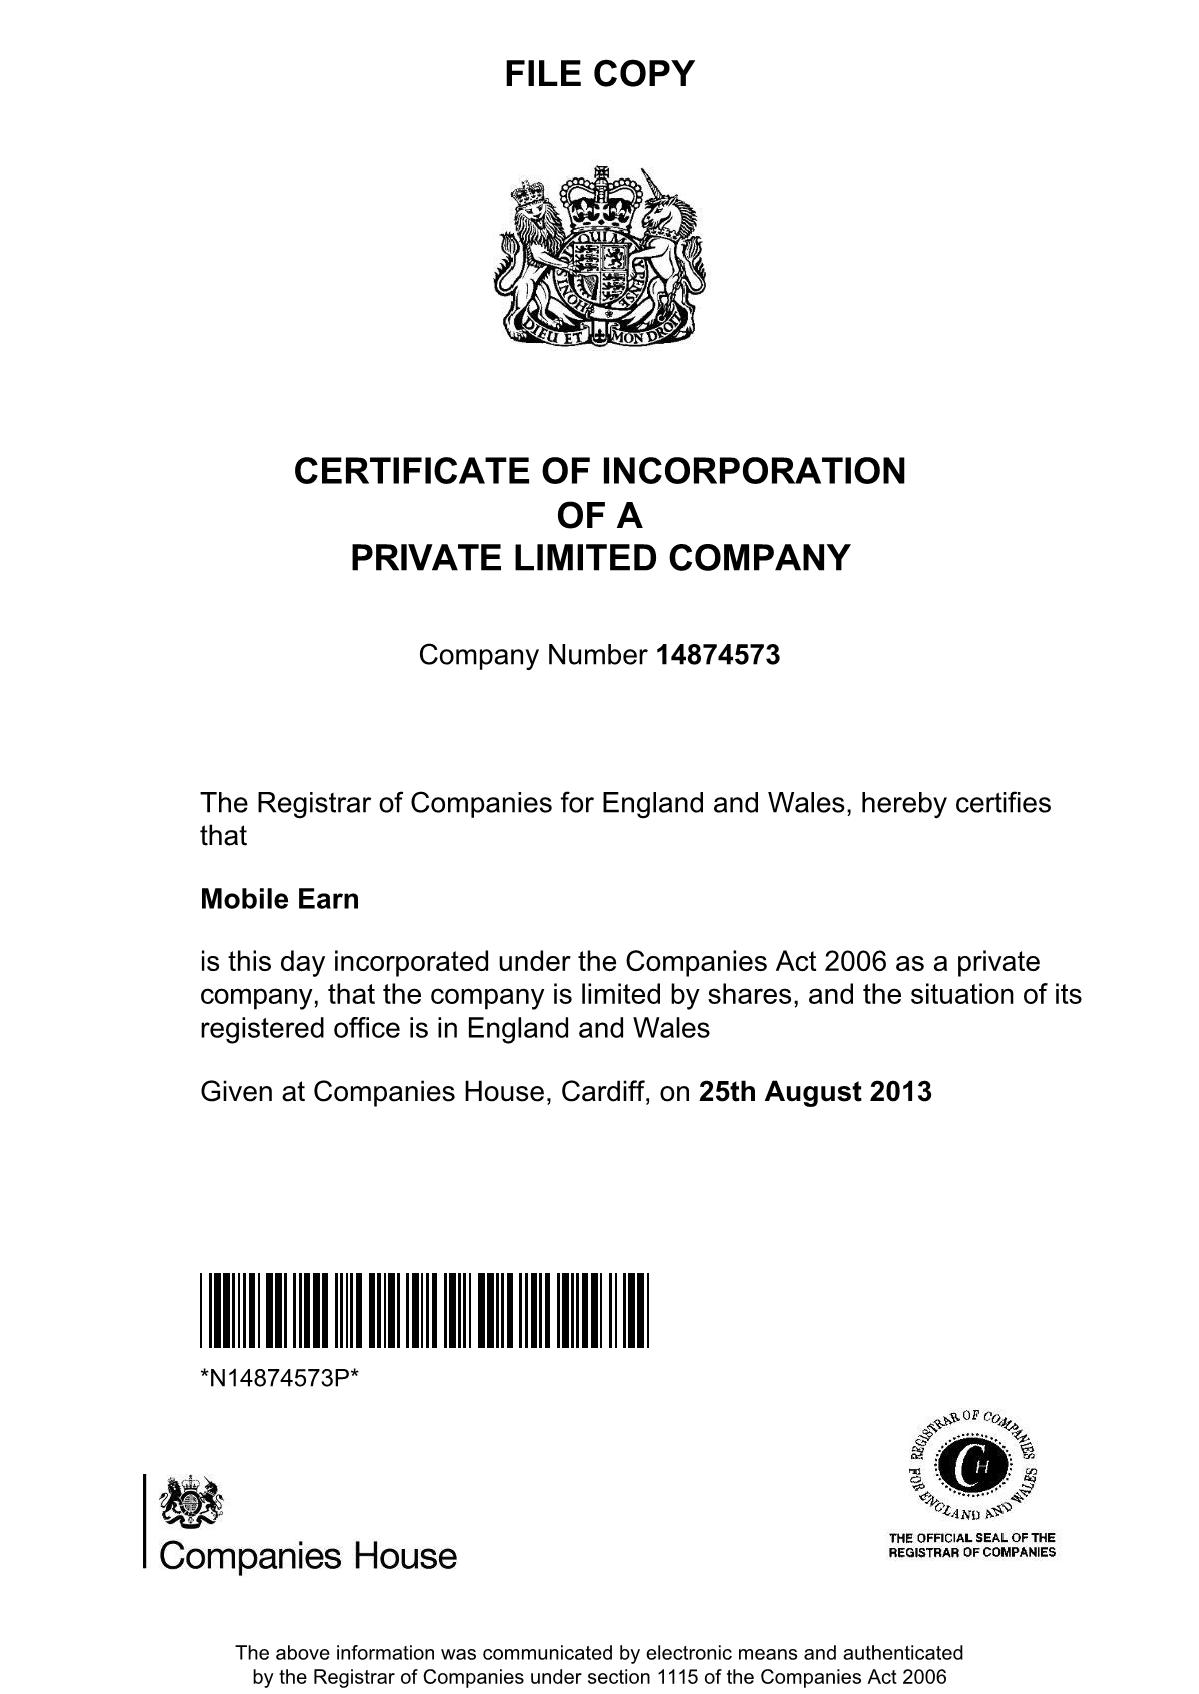 FILE COPY
QUI M
HONI SOIT
Y PENSE
DIEU ET MON DROIT
CERTIFICATE OF INCORPORATION
OF A
PRIVATE LIMITED COMPANY
Company Number 14874573
The Registrar of Companies for England and Wales, hereby certifies
that
Mobile Earn
is this day incorporated under the Companies Act 2006 as a private
company, that the company is limited by shares, and the situation of its
registered office is in England and Wales
Given at Companies House, Cardiff, on 25th August 2013
*N14874573P*
REGISTRAR OF COMPANIES
FOR ENGLAND AND WALES
CH
THE OFFICIAL SEAL OF THE
REGISTRAR OF COMPANIES
Companies House
The above information was communicated by electronic means and authenticated
by the Registrar of Companies under section 1115 of the Companies Act 2006